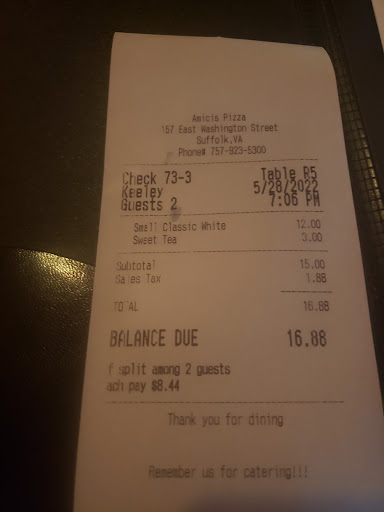 Amicis Pizza
157 East Washington Street
Suffolk,VA
Phone# 757-923-5300
Check 73-3 Table R5
Keeley 5/28/2022
Guests 2 7:06 PM
Small Classic White 12.00
Sweet Tea 3.00
Subtotal 15.00
Sales Tax 1.88
TOTAL 16.88
BALANCE DUE 16.88
f split among 2 guests
ach pay $8.44
Thank you for dining
Remember us for catering!!!